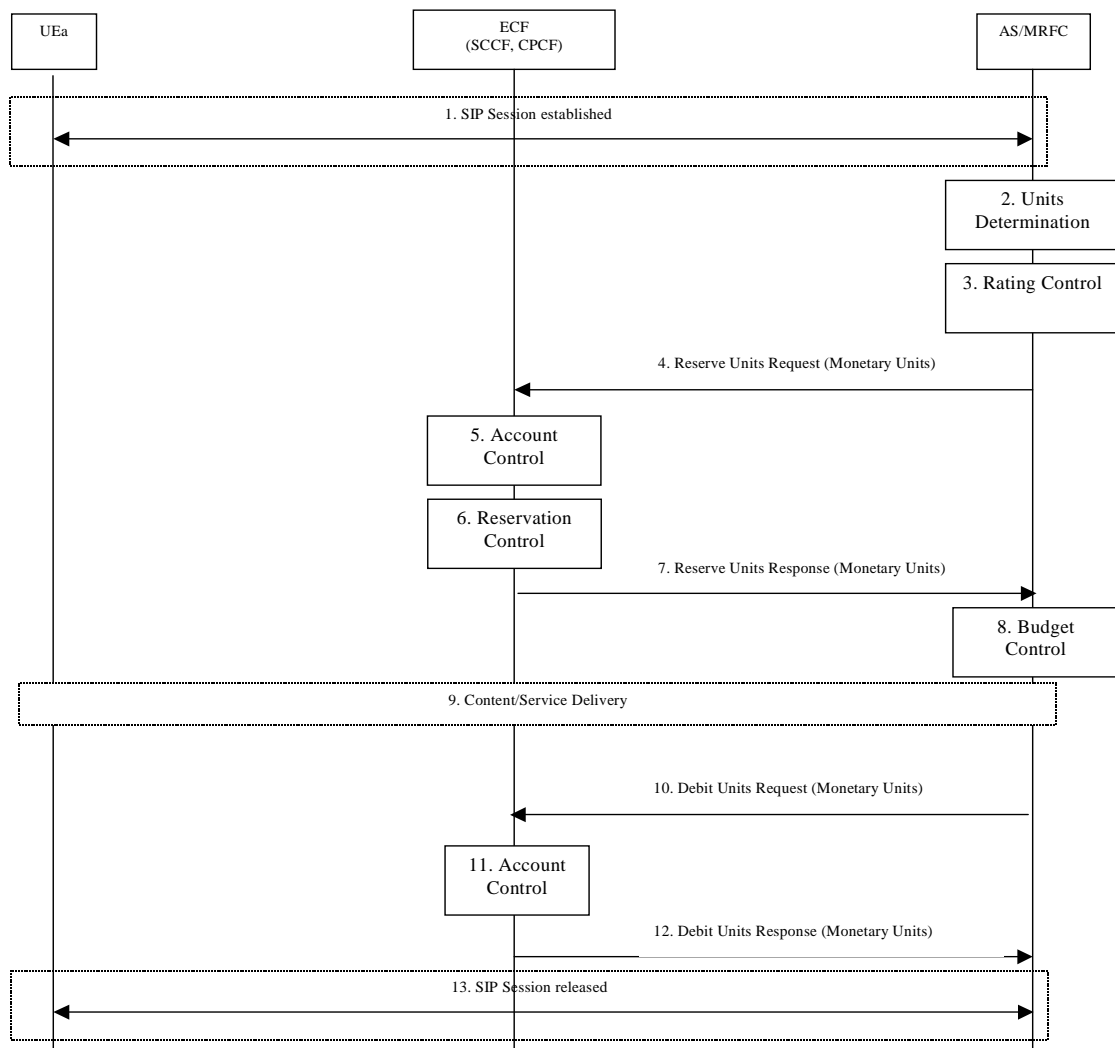 UEa
ECF
(SCCF, CPCF)
AS/MRFC
1. SIP Session established
2. Units
Determination
3. Rating Control
4. Reserve Units Request (Monetary Units)
5. Account
Control
6. Reservation
Control
7. Reserve Units Response (Monetary Units)
8. Budget
Control
9. Content/Service Delivery
10. Debit Units Request (Monetary Units)
11. Account
Control
12. Debit Units Response (Monetary Units)
13. SIP Session released